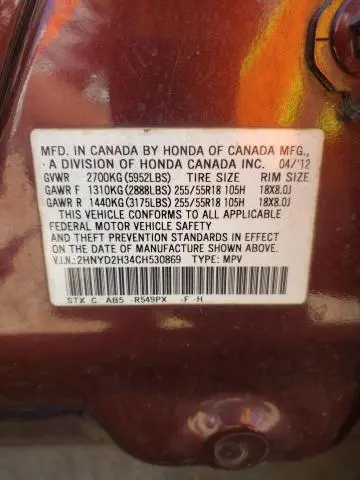 MFD. IN CANADA BY HONDA OF CANADA MFG.,
A DIVISION OF HONDA CANADA INC. 04/'12
GVWR 2700KG(5952LBS) TIRE SIZE RIM SIZE
GAWR F 1310KG(2888LBS) 255/55R18 105H 18X8.0J
GAWR R 1440KG(3175LBS) 255/55R18 105H 18X8.0J
THIS VEHICLE CONFORMS TO ALL APPLICABLE
FEDERAL MOTOR VEHICLE SAFETY
AND THEFT PREVENTION STANDARDS IN EFFECT
ON THE DATE OF MANUFACTURE SHOWN ABOVE.
V.I.N.: 2HNYD2H34CH530869 TYPE: MPV
STX C AB5 -R549PX -F -H